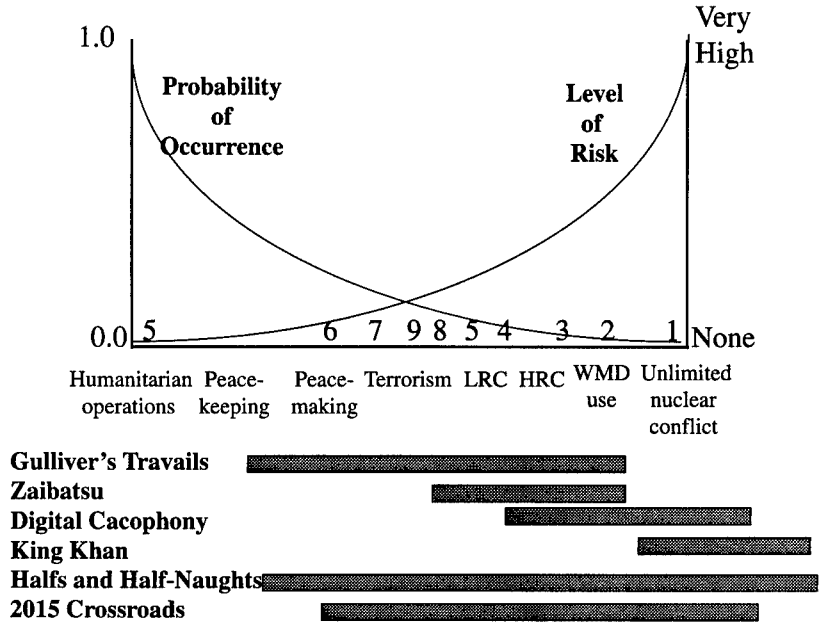 Very
High
1.0
Probability
of
Occurrence
Level
of
Risk
0.0 5 6 7 9 8 5 4 3 2 1 None
Humanitarian operations
Peace-
keeping
Peace-
making
Terrorism
LRC
HRC
WMD
use
Unlimited
nuclear
conflict
Gulliver's Travails
Zaibatsu
Digital Cacophony
King Khan
Halfs and Half-Naughts
2015 Crossroads